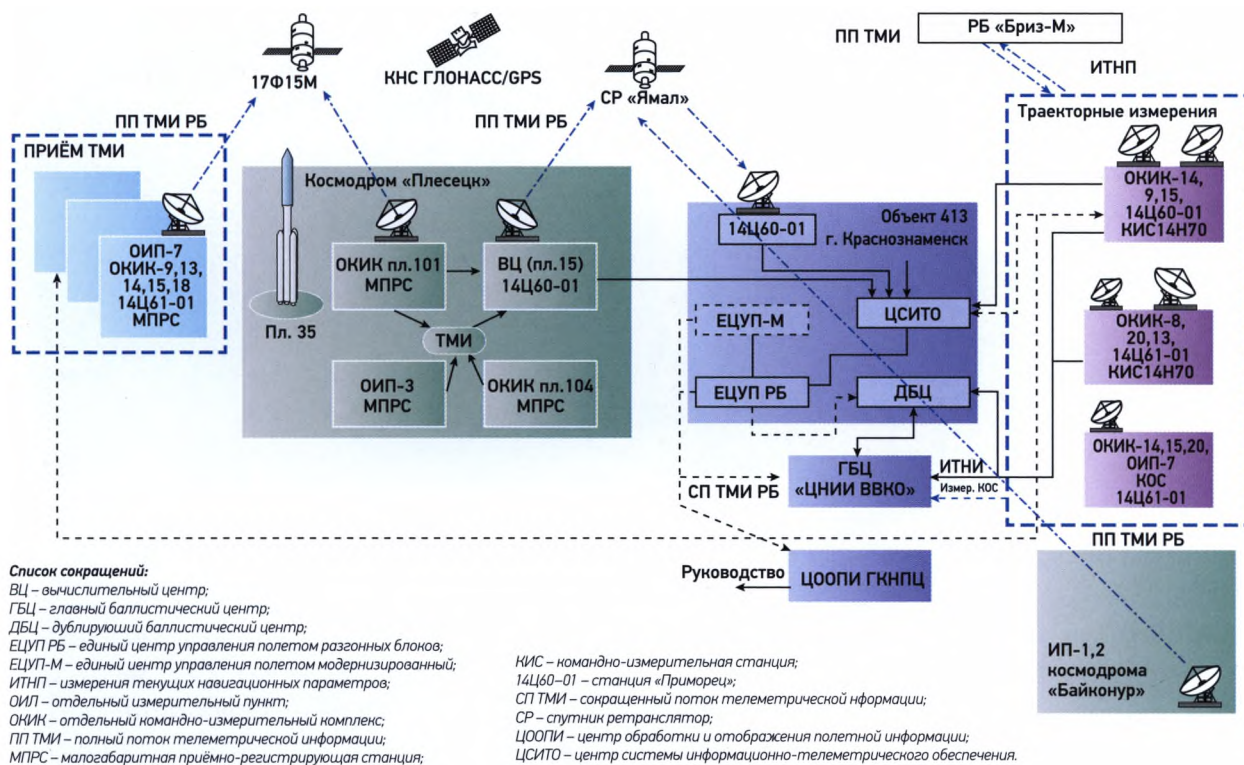 ПП ТМИ
РБ «Бриз-М»
17Ф15М
КНС ГЛОНАСС/GPS
СР «Ямал»
ИТНП
ПП ТМИ РБ
ПП ТМИ РБ
ПРИЁМ ТМИ
ОИП-7
ОКИК-9,13,
14,15,18
14Ц61-01
МПРС
Космодром «Плесецк»
Пл. 35
ОКИК пл.101
МПРС
ВЦ (пл.15)
14Ц60-01
ТМИ
ОИП-3
МПРС
ОКИК пл.104
МПРС
Объект 413
г. Краснознаменск
14Ц60-01
ЕЦУП-М
ЦСИТО
ЕЦУП РБ
ДБЦ
Траекторные измерения
ОКИК-14,
9,15,
14Ц60-01
КИС14Н70
ОКИК-8,
20,13,
14Ц61-01
КИС14Н70
ОКИК-14,15,20,
ОИП-7
КОС
14Ц61-01
СП ТМИ РБ
ГБЦ
«ЦНИИ ВВКО»
ИТНИ
Измер. КОС
ПП ТМИ РБ
Руководство
ЦООПИ ГКНПЦ
ИП-1,2
космодрома
«Байконур»
Список сокращений:
ВЦ – вычислительный центр;
ГБЦ – главный баллистический центр;
ДБЦ – дублируюший баллистический центр;
ЕЦУП РБ – единый центр управления полетом разгонных блоков;
ЕЦУП-М – единый иентр управления полетом модернизированный;
ИТНП – измерения текущих навигационных параметров;
ОИЛ – отдельный измерительный пункт;
ОКИК – отдельный командно-измерительный комплекс;
ПП ТМИ – полный поток телеметрической информации;
МПРС – малогабаритная приёмно-регистрирующая станция;
КИС – командно-измерительная станция;
14Ц60–01 – станция «Приморец»;
СП ТМИ – сокращенный поток телеметрической нформации;
СР – спутник ретранслятор;
ЦООПИ – центр обработки и отображения полетной информации;
ЦСИТО – центр системы информационно-телеметрического обеспечения.